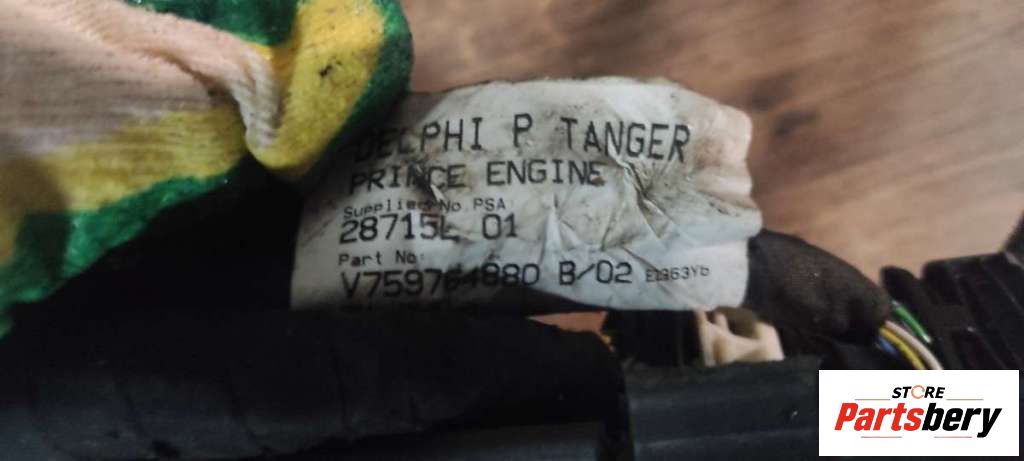 DELPHI P TANGER
PRINCE ENGINE
Supplier No. PSA
28715L 01
Part No:
V759764880 B/02 E1363Yb
STORE
Partsbery